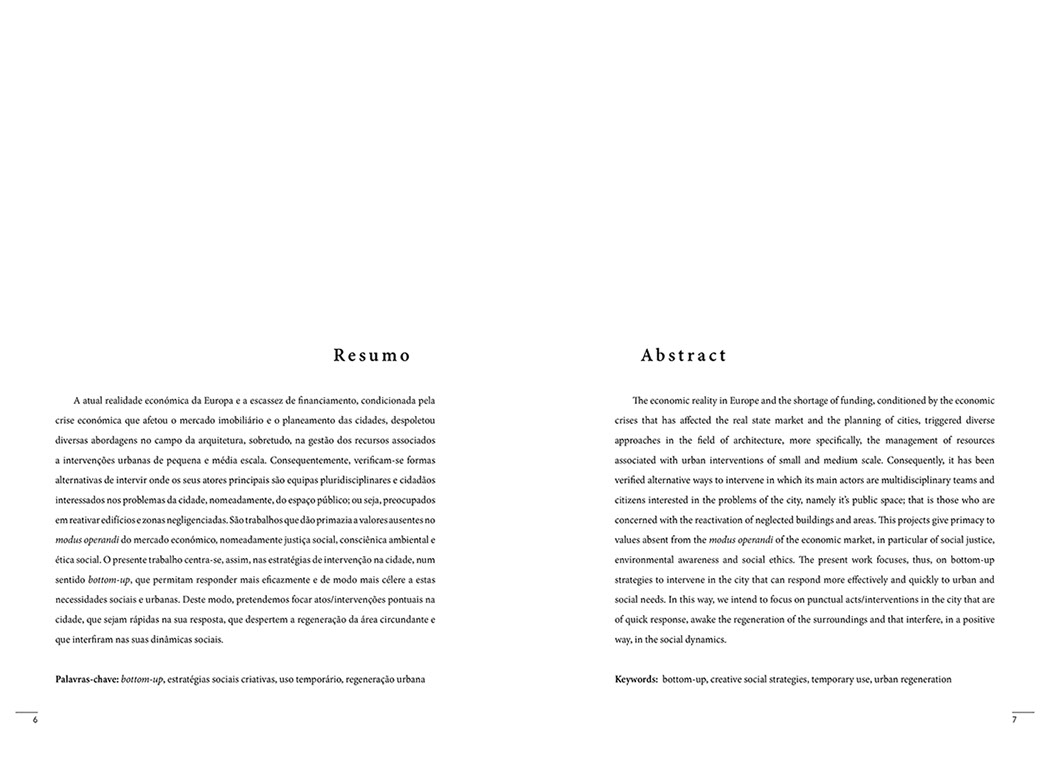 Resumo
A atual realidade económica da Europa e a escassez de financiamento, condicionada pela
crise económica que afetou o mercado imobiliário e o planeamento das cidades, despoletou
diversas abordagens no campo da arquitetura, sobretudo, na gestão dos recursos associados
a intervenções urbanas de pequena e média escala. Consequentemente, verificam-se formas
alternativas de intervir onde os seus atores principais são equipas pluridisciplinares e cidadãos
interessados nos problemas da cidade, nomeadamente, do espaço público; ou seja, preocupados
em reativar edifícios e zonas negligenciadas. São trabalhos que dão primazia a valores ausentes no
modus operandi do mercado económico, nomeadamente justiça social, consciênica ambiental e
ética social. O presente trabalho centra-se, assim, nas estratégias de intervenção na cidade, num
sentido bottom-up, que permitam responder mais eficazmente e de modo mais célere a estas
necessidades sociais e urbanas. Deste modo, pretendemos focar atos/intervenções pontuais na
cidade, que sejam rápidas na sua resposta, que despertem a regeneração da área circundante e
que interfiram nas suas dinâmicas sociais.
Palavras-chave: bottom-up, estratégias sociais criativas, uso temporário, regeneração urbana
6
Abstract
The economic reality in Europe and the shortage of funding, conditioned by the economic
crises that has affected the real state market and the planning of cities, triggered diverse
approaches in the field of architecture, more specifically, the management of resources
associated with urban interventions of small and medium scale. Consequently, it has been
verified alternative ways to intervene in which its main actors are multidisciplinary teams and
citizens interested in the problems of the city, namely it's public space; that is those who are
concerned with the reactivation of neglected buildings and areas. This projects give primacy to
values absent from the modus operandi of the economic market, in particular of social justice,
environmental awareness and social ethics. The present work focuses, thus, on bottom-up
strategies to intervene in the city that can respond more effectively and quickly to urban and
social needs. In this way, we intend to focus on punctual acts/interventions in the city that are
of quick response, awake the regeneration of the surroundings and that interfere, in a positive
way, in the social dynamics.
Keywords: bottom-up, creative social strategies, temporary use, urban regeneration
7